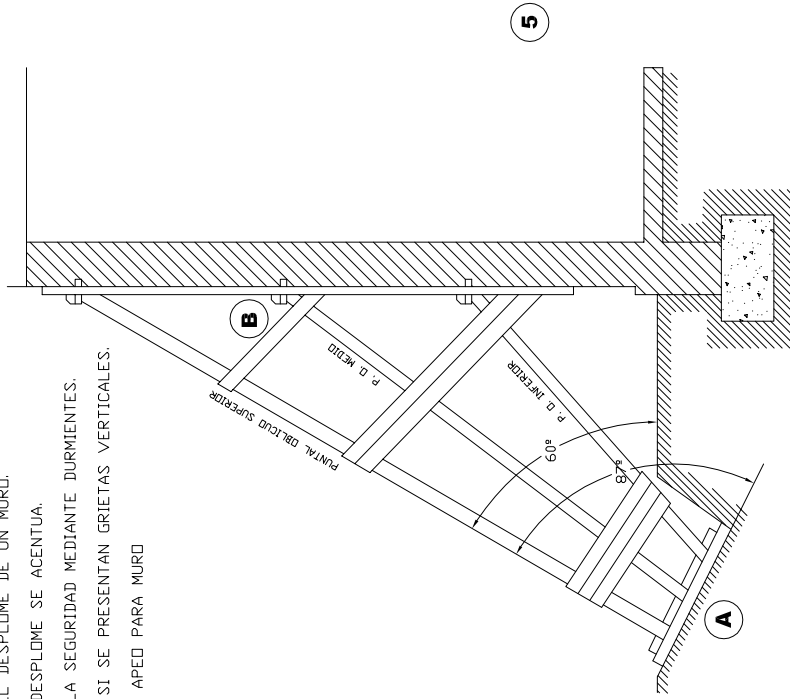 L DESPLOME DE UN MURO.
DESPLOME SE ACENTUA.
LA SEGURIDAD MEDIANTE DURMIENTES.
SI SE PRESENTAN GRIETAS VERTICALES.
APEO PARA MURO
5
B
P. O. MEDIO
PUNTAL OBLICUO SUPERIOR
P. O. INFERIOR
60º
87º
A